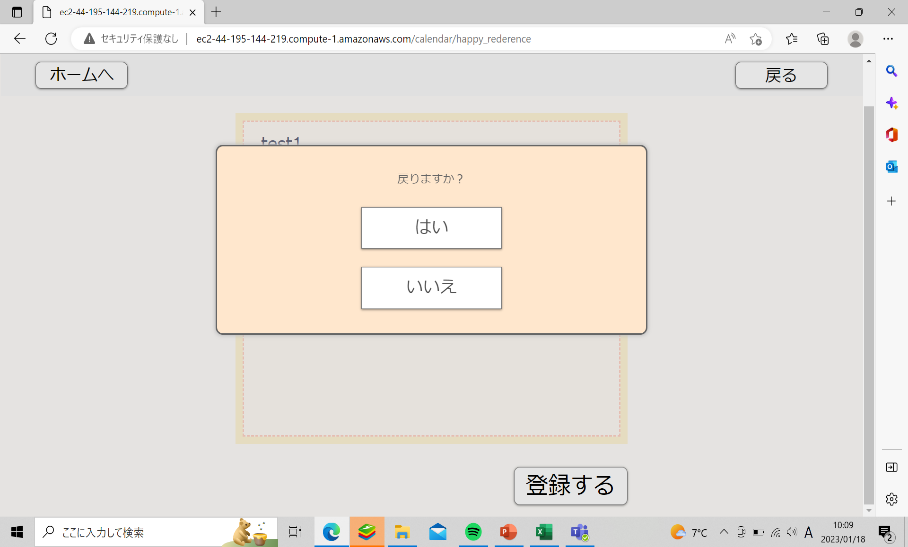 ec2-44-195-144-219.compute-1.
セキュリティ保護なし
ec2-44-195-144-219.compute-1.amazonaws.com/calendar/happy_rederence
ホームへ
戻る
test1
戻りますか？
はい
いいえ
登録する
ここに入力して検索
7°C
A
10:09
2023/01/18
2